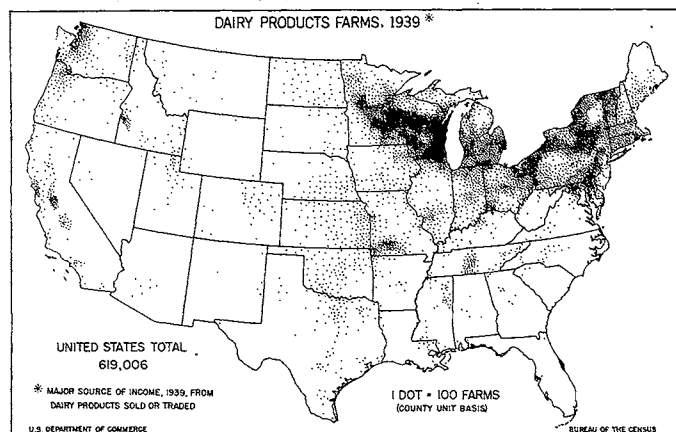 DAIRY PRODUCTS FARMS, 1939 *
UNITED STATES TOTAL
619,006
* MAJOR SOURCE OF INCOME, 1939, FROM
DAIRY PRODUCTS SOLD OR TRADED
1 DOT = 100 FARMS
(COUNTY UNIT BASIS)
U.S. DEPARTMENT OF COMMERCE
BUREAU OF THE CENSUS